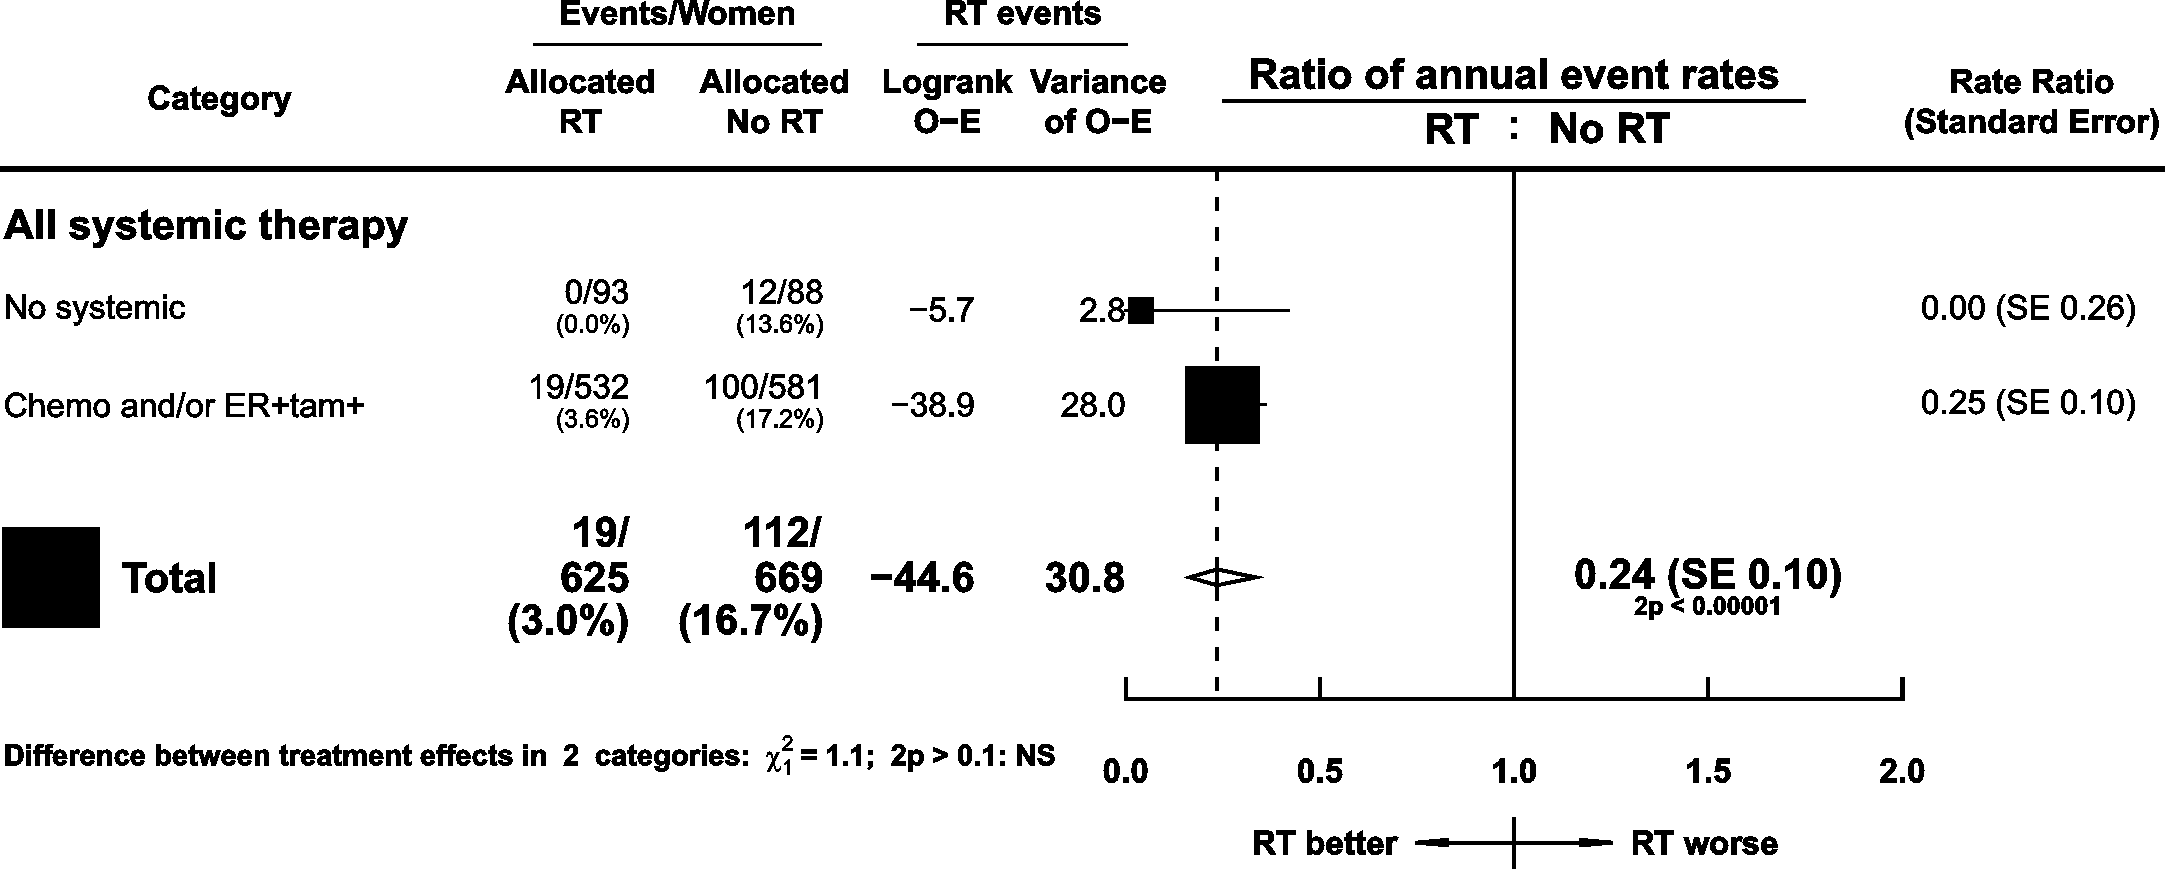 Events/Women RT events
Category Allocated RT Allocated No RT Logrank O−E Variance of O−E Ratio of annual event rates RT : No RT Rate Ratio (Standard Error)
All systemic therapy
No systemic 0/93 (0.0%) 12/88 (13.6%) −5.7 2.8 0.00 (SE 0.26)
Chemo and/or ER+tam+ 19/532 (3.6%) 100/581 (17.2%) −38.9 28.0 0.25 (SE 0.10)
Total 19/625 (3.0%) 112/669 (16.7%) −44.6 30.8 0.24 (SE 0.10)
2p < 0.00001
Difference between treatment effects in 2 categories: χ²₁ = 1.1; 2p > 0.1: NS
0.0 0.5 1.0 1.5 2.0
RT better RT worse